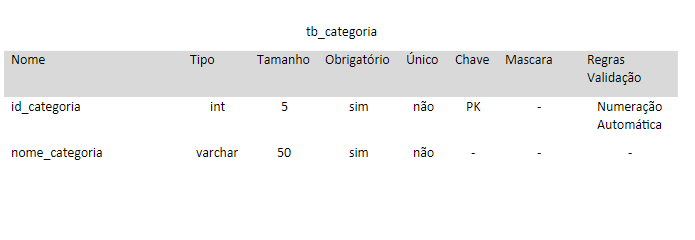 tb_categoria
Nome Tipo Tamanho Obrigatório Único Chave Mascara Regras
Validação
id_categoria int 5 sim não PK - Numeração
Automática
nome_categoria varchar 50 sim não - - -